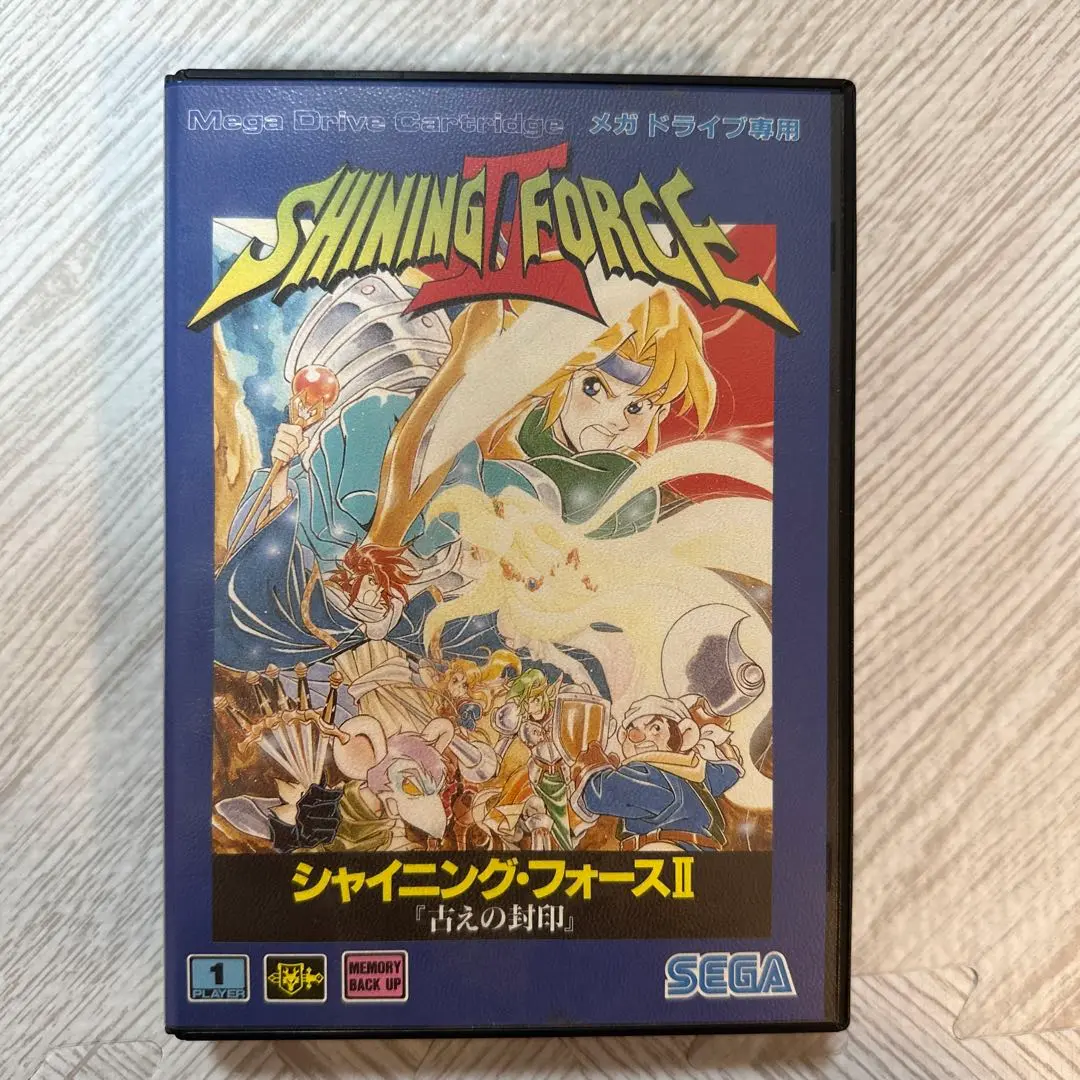 Mega Drive Cartridge メガドライブ専用
SHINING FORCE II
シャイニング・フォースⅡ
『古えの封印』
1
PLAYER
MEMORY
BACK UP
SEGA